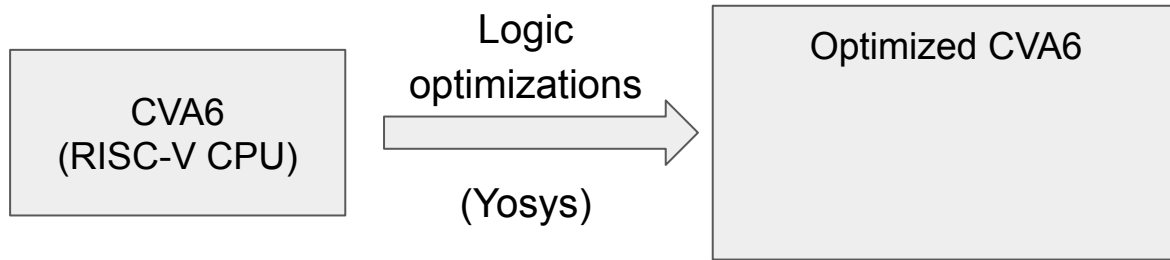 CVA6
(RISC-V CPU)
Logic
optimizations
(Yosys)
Optimized CVA6